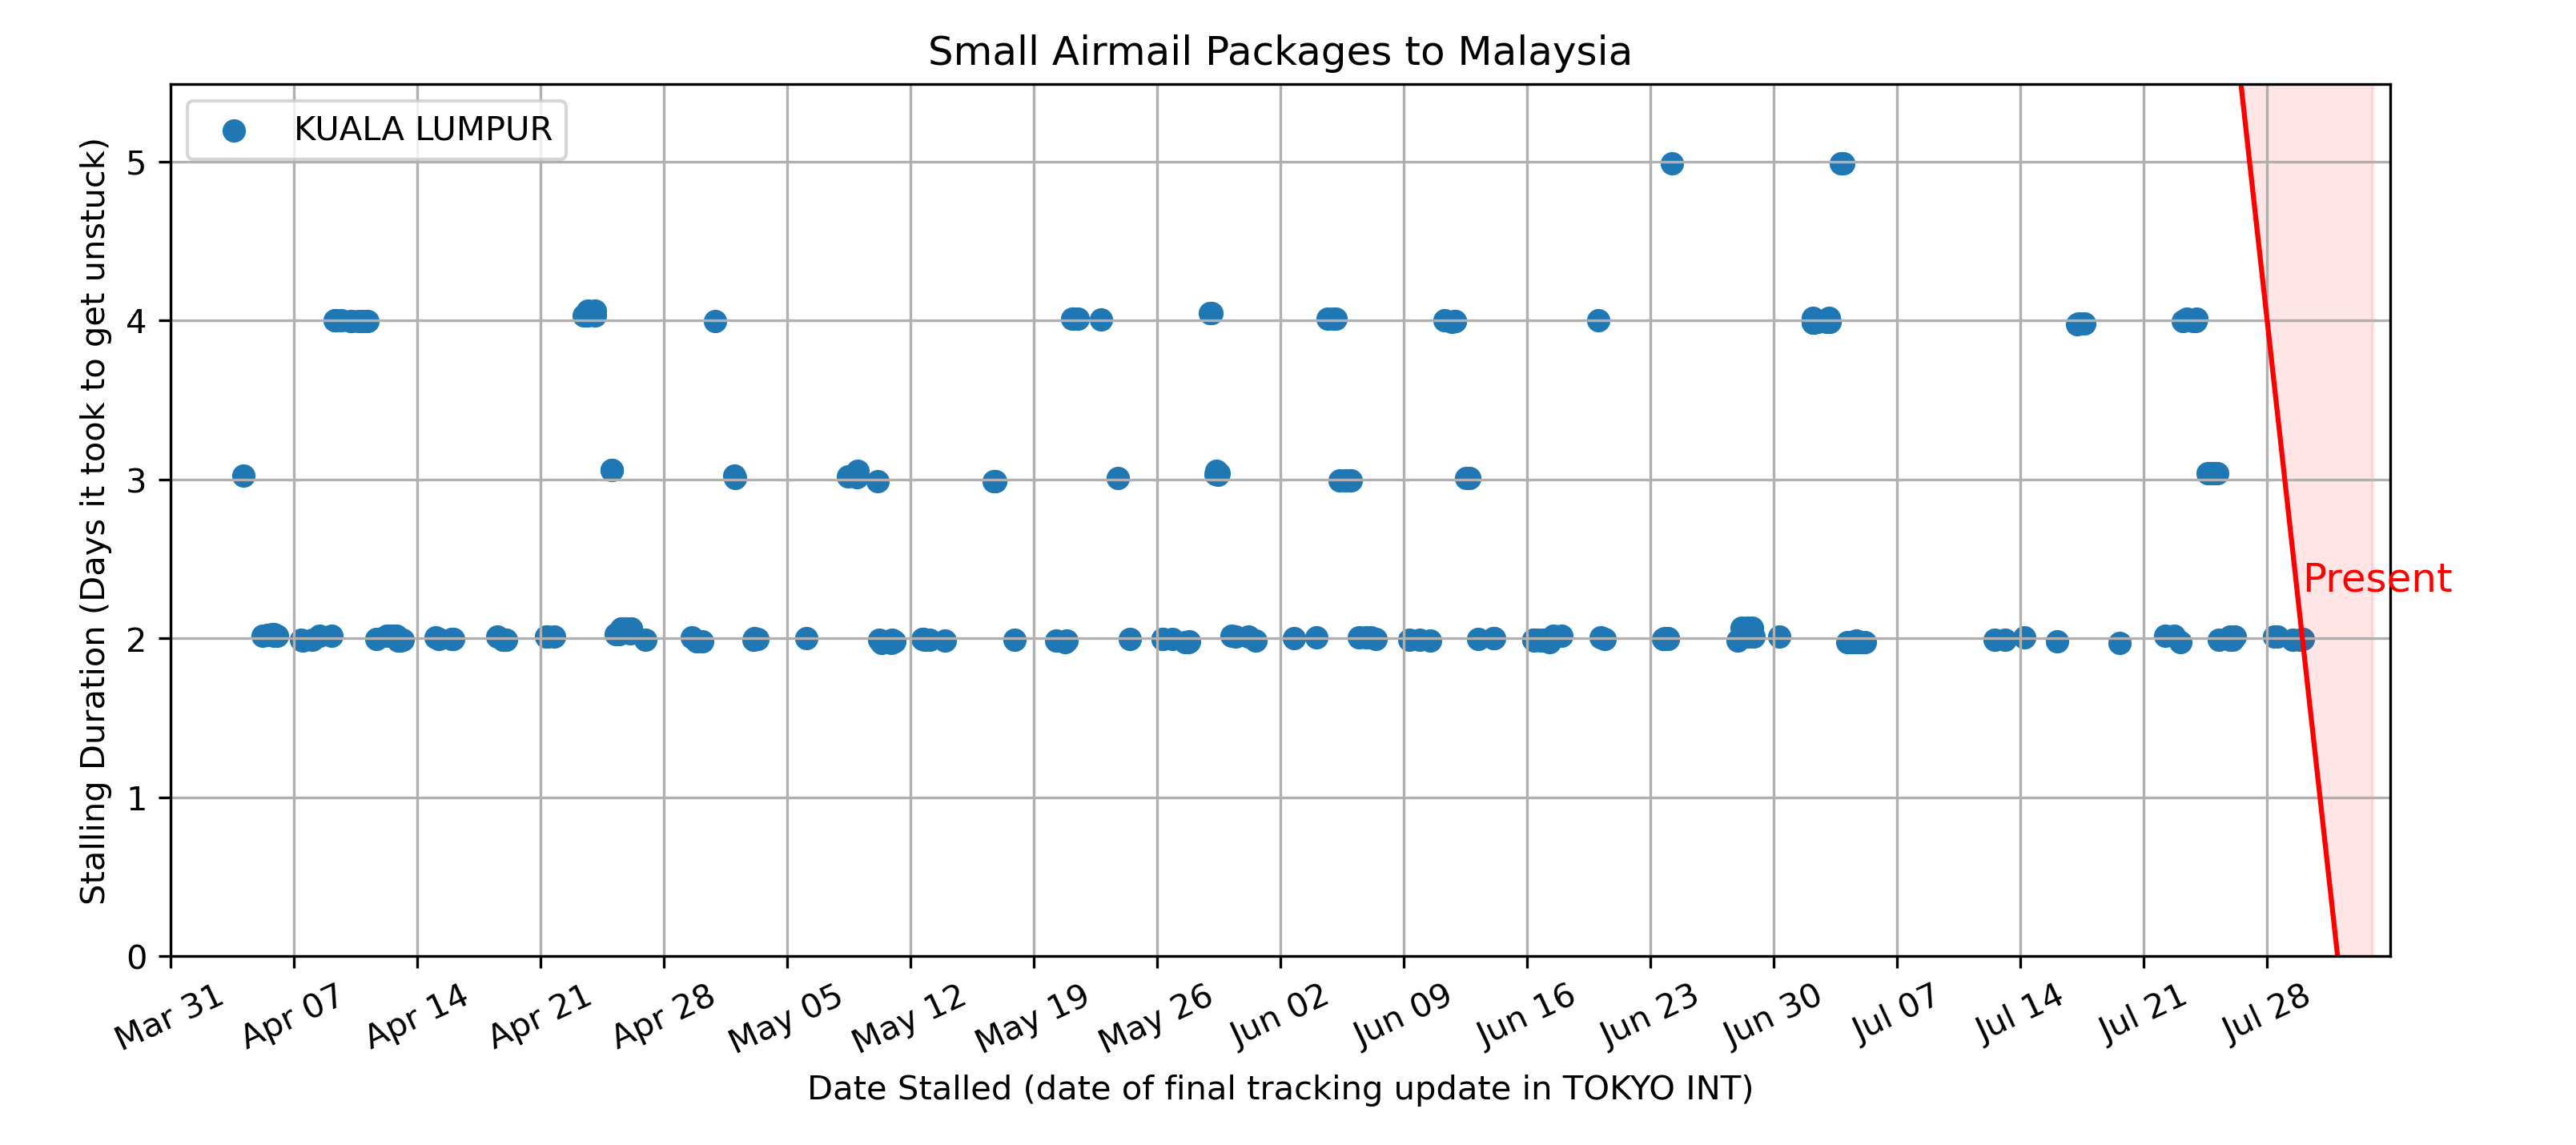 Small Airmail Packages to Malaysia
KUALA LUMPUR
Stalling Duration (Days it took to get unstuck)
5
4
3
2
1
0
Present
Mar 31
Apr 07
Apr 14
Apr 21
Apr 28
May 05
May 12
May 19
May 26
Jun 02
Jun 09
Jun 16
Jun 23
Jun 30
Jul 07
Jul 14
Jul 21
Jul 28
Date Stalled (date of final tracking update in TOKYO INT)